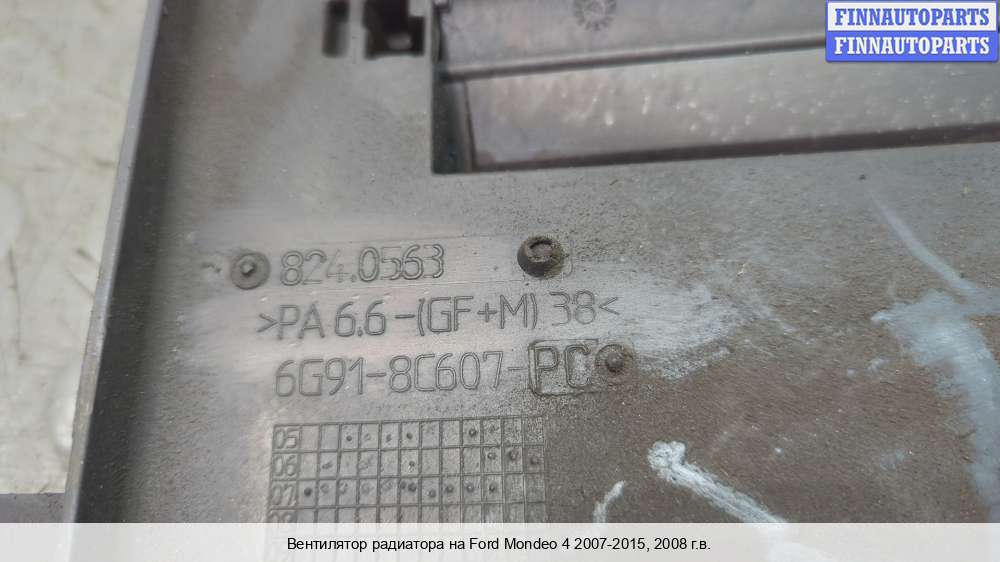 FINNAUTOPARTS
FINNAUTOPARTS
824.0563
>PA 6.6-(GF+M) 38<
6G91-8C607-PC
05
06
07
Вентилятор радиатора на Ford Mondeo 4 2007-2015, 2008 г.в.